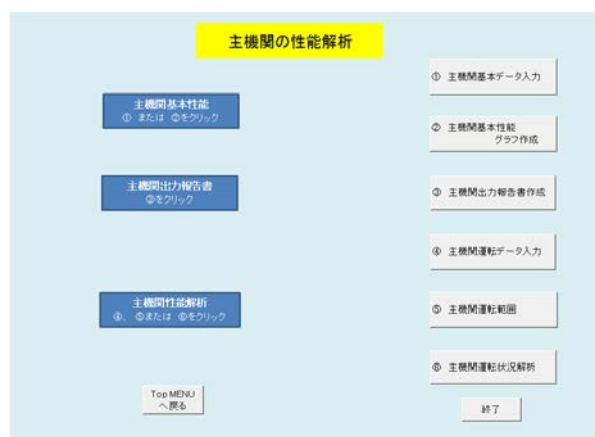 主機関の性能解析
① 主機関基本データ入力
主機関基本性能
① または ②をクリック
② 主機関基本性能
グラフ作成
主機関出力報告書
③をクリック
③ 主機関出力報告書作成
④ 主機関運転データ入力
主機関性能解析
④、⑤または ⑥をクリック
⑤ 主機関運転範囲
⑥ 主機関運転状況解析
Top MENU
へ戻る
終了